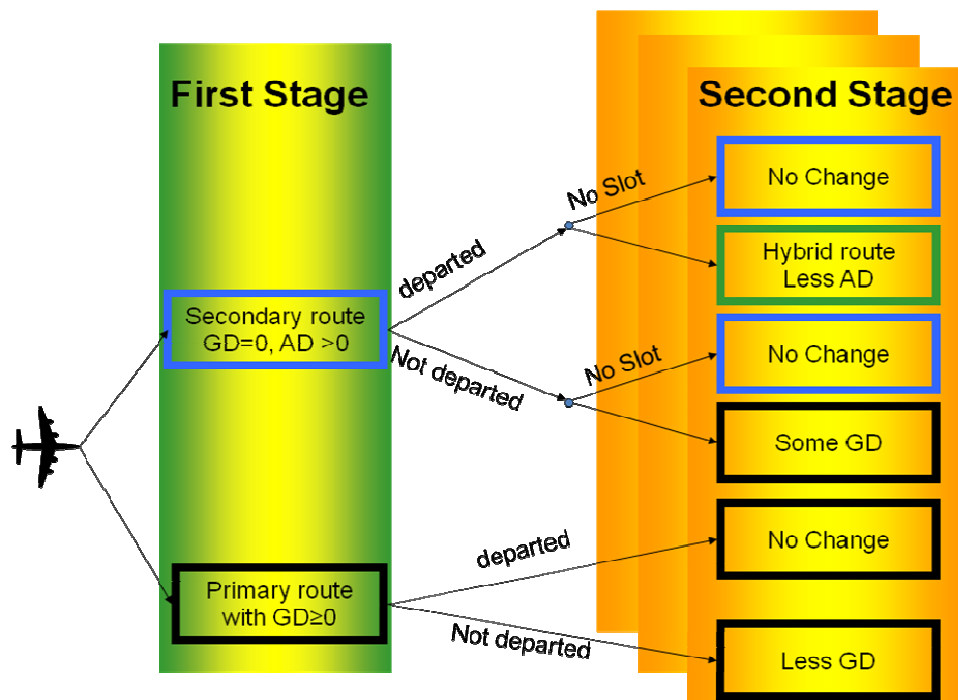 First Stage
Second Stage
No Slot
No Change
departed
Hybrid route
Less AD
Secondary route
GD=0, AD >0
Not departed
No Slot
No Change
Some GD
departed
No Change
Primary route
with GD≥0
Not departed
Less GD